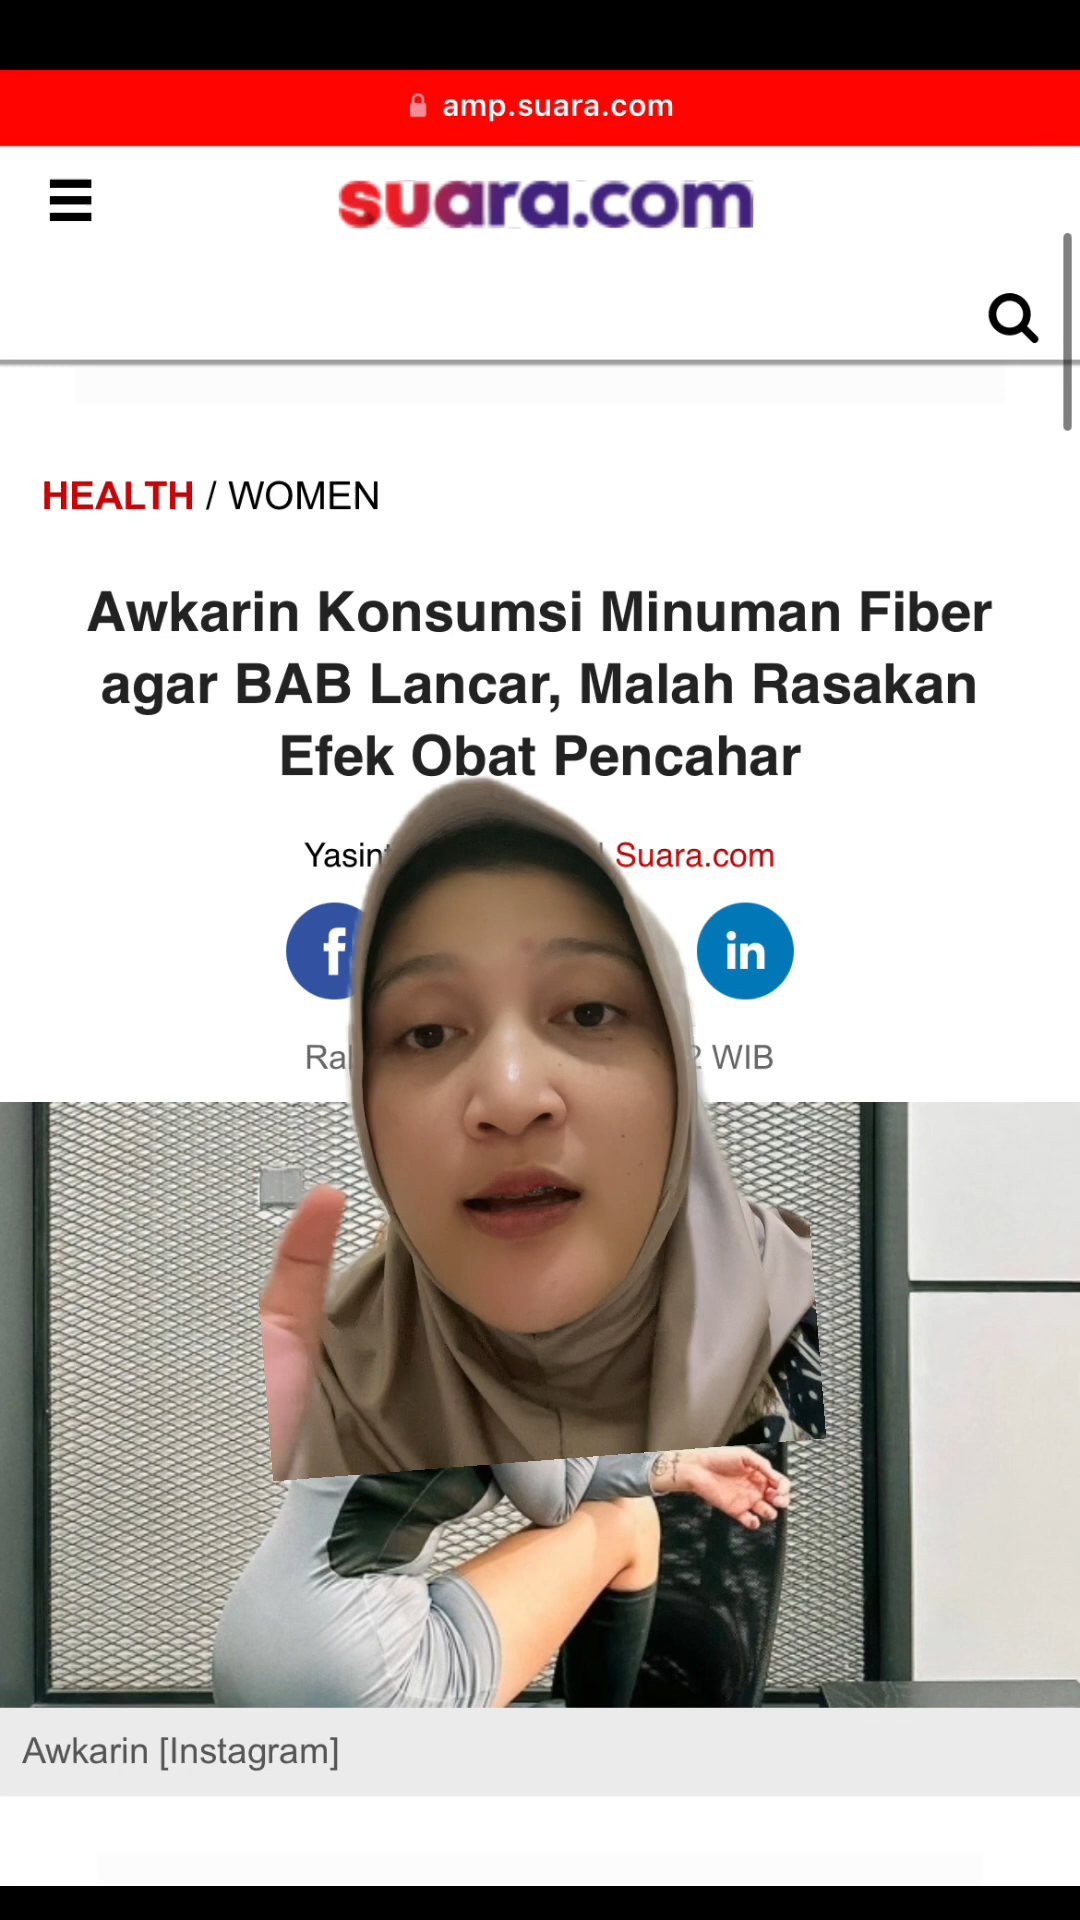 amp.suara.com
suara.com
HEALTH / WOMEN
Awkarin Konsumsi Minuman Fiber
agar BAB Lancar, Malah Rasakan
Efek Obat Pencahar
Suara.com
f
in
WIB
Awkarin [Instagram]